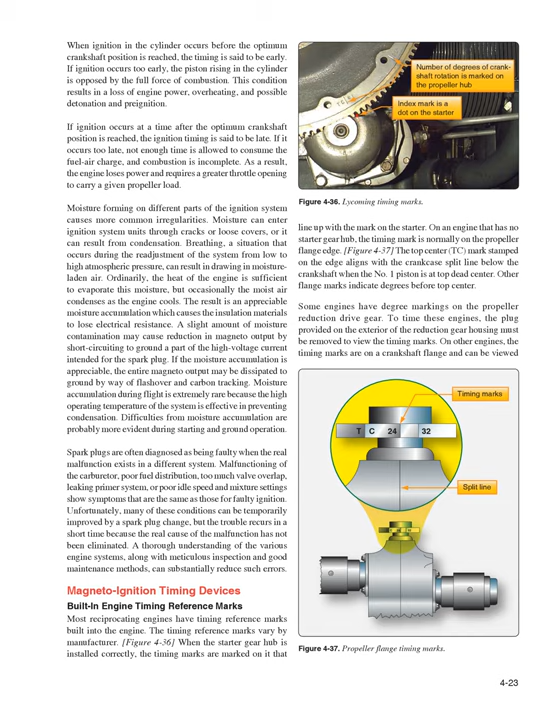 When ignition in the cylinder occurs before the optimum
crankshaft position is reached, the timing is said to be early.
If ignition occurs too early, the piston rising in the cylinder
is opposed by the full force of combustion. This condition
results in a loss of engine power, overheating, and possible
detonation and preignition.
If ignition occurs at a time after the optimum crankshaft
position is reached, the ignition timing is said to be late. If it
occurs too late, not enough time is allowed to consume the
fuel-air charge, and combustion is incomplete. As a result,
the engine loses power and requires a greater throttle opening
to carry a given propeller load.
Moisture forming on different parts of the ignition system
causes more common irregularities. Moisture can enter
ignition system units through cracks or loose covers, or it
can result from condensation. Breathing, a situation that
occurs during the readjustment of the system from low to
high atmospheric pressure, can result in drawing in moisture-
laden air. Ordinarily, the heat of the engine is sufficient
to evaporate this moisture, but occasionally the moist air
condenses as the engine cools. The result is an appreciable
moisture accumulation which causes the insulation materials
to lose electrical resistance. A slight amount of moisture
contamination may cause reduction in magneto output by
short-circuiting to ground a part of the high-voltage current
intended for the spark plug. If the moisture accumulation is
appreciable, the entire magneto output may be dissipated to
ground by way of flashover and carbon tracking. Moisture
accumulation during flight is extremely rare because the high
operating temperature of the system is effective in preventing
condensation. Difficulties from moisture accumulation are
probably more evident during starting and ground operation.
Spark plugs are often diagnosed as being faulty when the real
malfunction exists in a different system. Malfunctioning of
the carburetor, poor fuel distribution, too much valve overlap,
leaking primer system, or poor idle speed and mixture settings
show symptoms that are the same as those for faulty ignition.
Unfortunately, many of these conditions can be temporarily
improved by a spark plug change, but the trouble recurs in a
short time because the real cause of the malfunction has not
been eliminated. A thorough understanding of the various
engine systems, along with meticulous inspection and good
maintenance methods, can substantially reduce such errors.
Magneto-Ignition Timing Devices
Built-In Engine Timing Reference Marks
Most reciprocating engines have timing reference marks
built into the engine. The timing reference marks vary by
manufacturer. [Figure 4-36] When the starter gear hub is
installed correctly, the timing marks are marked on it that
Number of degrees of crank-
shaft rotation is marked on
the propeller hub
Index mark is a
dot on the starter
Figure 4-36. Lycoming timing marks.
line up with the mark on the starter. On an engine that has no
starter gear hub, the timing mark is normally on the propeller
flange edge. [Figure 4-37] The top center (TC) mark stamped
on the edge aligns with the crankcase split line below the
crankshaft when the No. 1 piston is at top dead center. Other
flange marks indicate degrees before top center.
Some engines have degree markings on the propeller
reduction drive gear. To time these engines, the plug
provided on the exterior of the reduction gear housing must
be removed to view the timing marks. On other engines, the
timing marks are on a crankshaft flange and can be viewed
Timing marks
T C 24 32
Split line
Figure 4-37. Propeller flange timing marks.
4-23